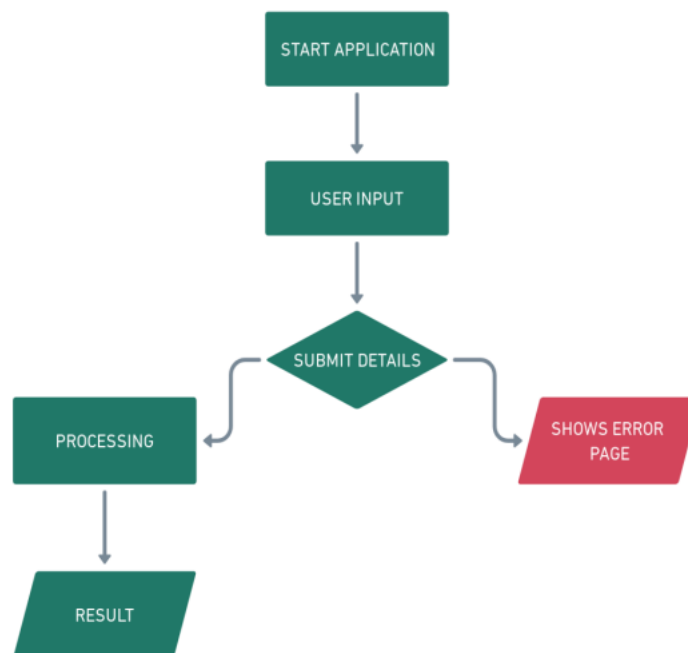 START APPLICATION
USER INPUT
SUBMIT DETAILS
PROCESSING
SHOWS ERROR
PAGE
RESULT